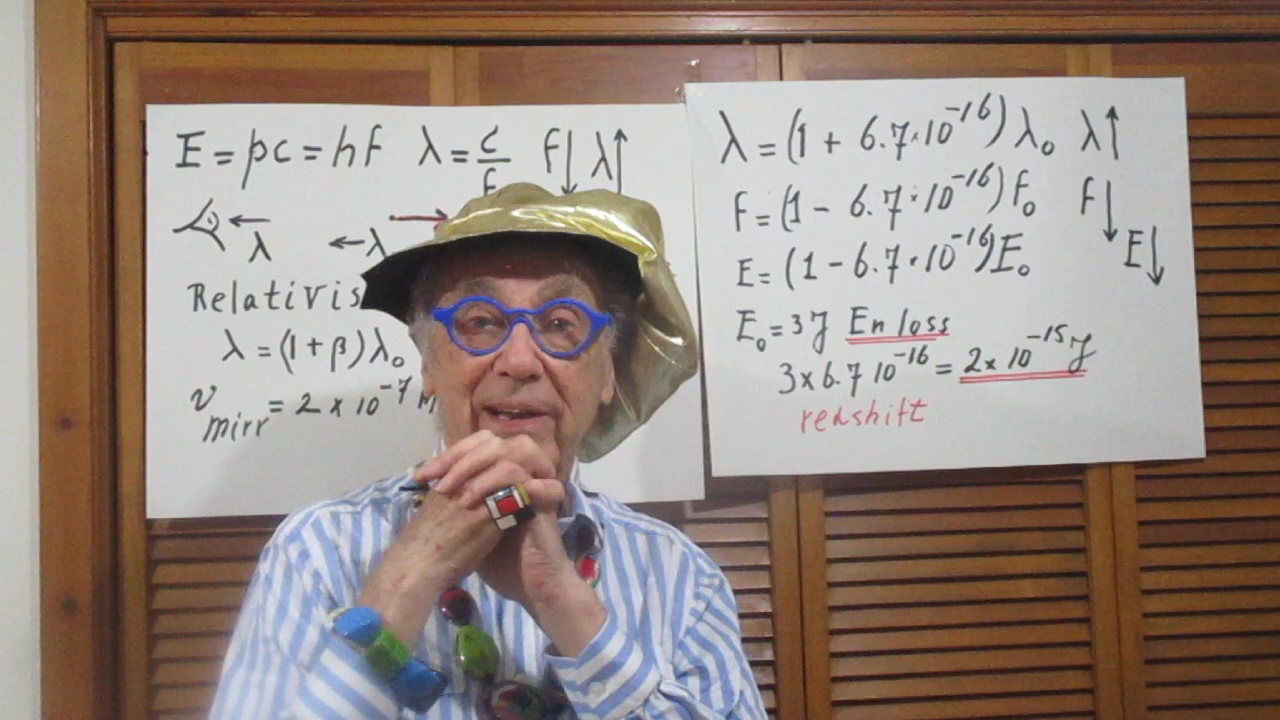 E = pc = hf λ = c/f f↓ λ↑
←λ ←λ
λ = (1 + β)λ₀
v mirr = 2 × 10⁻⁷
λ = (1 + 6.7·10⁻¹⁶) λ₀ λ↑
F = (1 - 6.7·10⁻¹⁶) F₀ F↓
E = (1 - 6.7·10⁻¹⁶) E₀ E↓
E₀ = 3J En loss
3 × 6.7 10⁻¹⁶ = 2 × 10⁻¹⁵ J
redshift